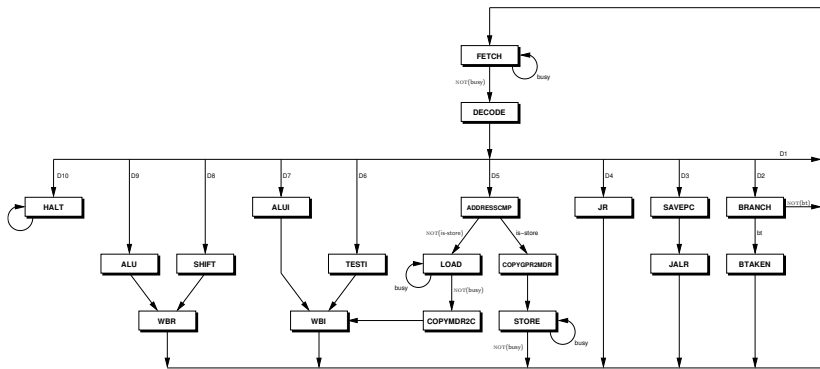 FETCH
busy
NOT(busy)
DECODE
D1
D10
D9
D8
D7
D6
D5
D4
D3
D2
HALT
ALUI
ADDRESSCMP
JR
SAVEPC
BRANCH
NOT(bt)
NOT(is-store)
is-store
bt
ALU
SHIFT
TESTI
LOAD
COPYGPR2MDR
JALR
BTAKEN
busy
NOT(busy)
WBR
WBI
COPYMDR2C
STORE
NOT(busy)
busy